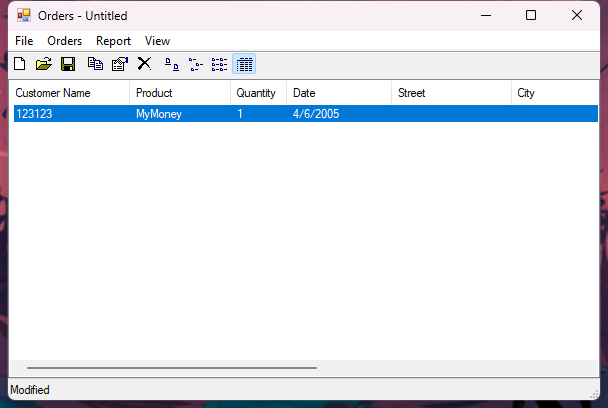 Orders - Untitled
File Orders Report View
Customer Name Product Quantity Date Street City
123123 MyMoney 1 4/6/2005
Modified